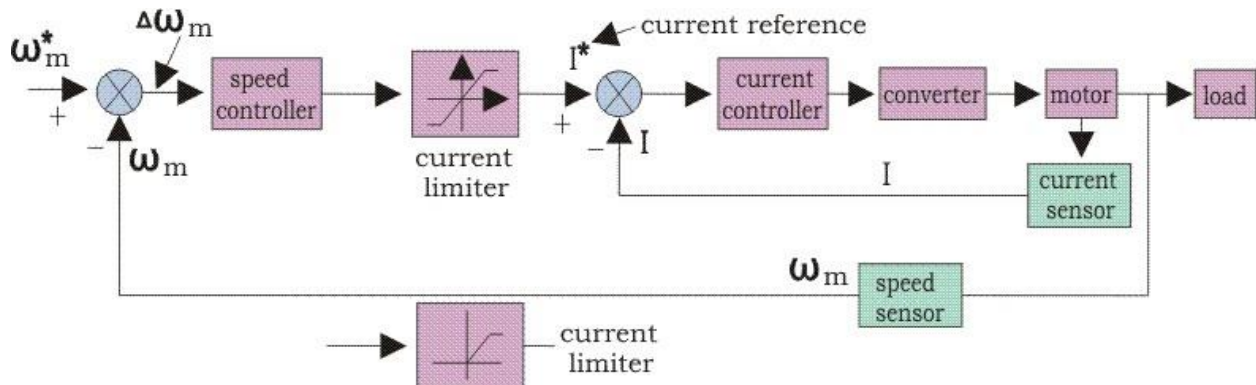 ω*m
Δωm
+
−
ωm
speed
controller
current
limiter
current reference
I*
+
−
I
current
controller
converter
motor
load
I
current
sensor
ωm
speed
sensor
current
limiter